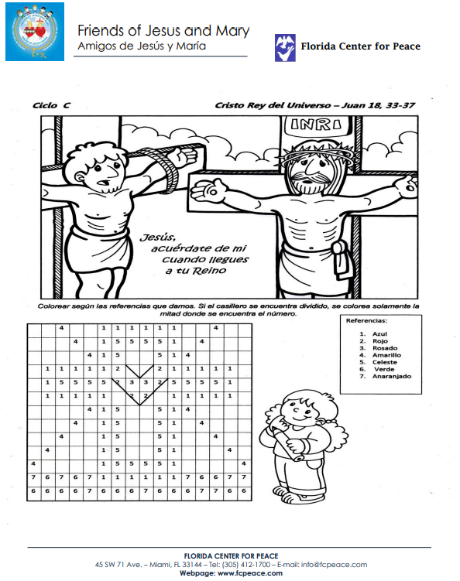 Friends of Jesus and Mary
Amigos de Jesús y María
Florida Center for Peace
Ciclo C
Cristo Rey del Universo – Juan 18, 33-37
INRI
Jesús,
acuérdate de mi
cuando llegues
a tu Reino
Colorear según las referencias que damos. Si el casillero se encuentra dividido, se colorea solamente la
mitad donde se encuentra el número.
4 1 1 1 1 1 1 4
4 1 5 5 5 5 1 4
4 1 5 5 1 4
1 1 1 1 1 2 2 1 1 1 1 1
1 5 5 5 5 2 3 3 2 5 5 5 5 1
1 1 1 1 1 2 2 1 1 1 1 1
4 1 5 5 1 4
4 1 5 5 1 4
4 1 5 5 1 4
4 1 5 5 1 4
4 1 5 5 5 5 1 4
7 6 7 6 7 1 1 1 1 1 1 7 6 6 7 7
6 6 6 6 6 6 6 6 6 6 6 6 6 6 6 6
Referencias:
1. Azul
2. Rojo
3. Rosado
4. Amarillo
5. Celeste
6. Verde
7. Anaranjado
FLORIDA CENTER FOR PEACE
45 SW 71 Ave. – Miami, FL 33144 – Tel: (305) 412-1700 – E-mail: info@fcpeace.com
Webpage: www.fcpeace.com